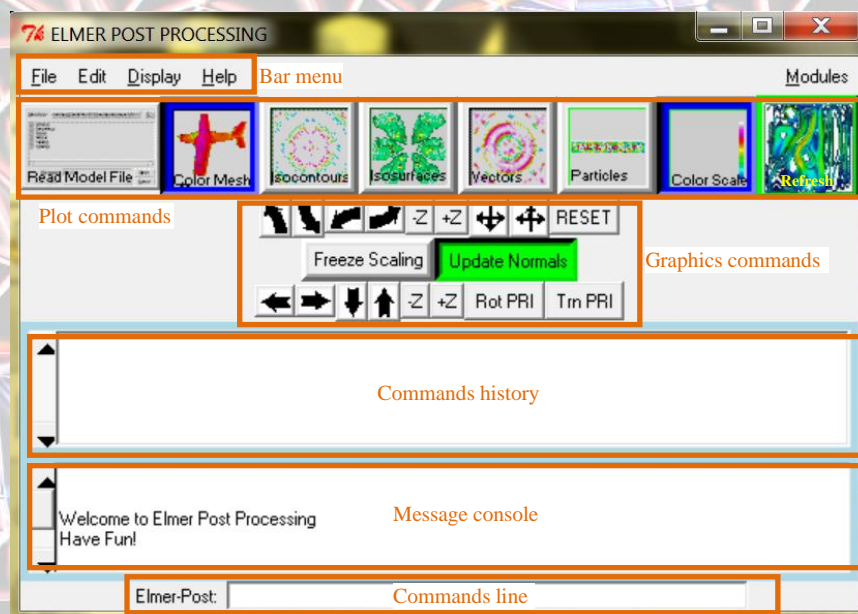 ELMER POST PROCESSING
File Edit Display Help Bar menu Modules
Read Model File Color Mesh Isocontours Isosurfaces Vectors Particles Color Scale Refresh
Plot commands
-Z +Z RESET
Freeze Scaling Update Normals Graphics commands
-Z +Z Rot PRI Trn PRI
Commands history
Welcome to Elmer Post Processing
Message console
Have Fun!
Elmer-Post: Commands line